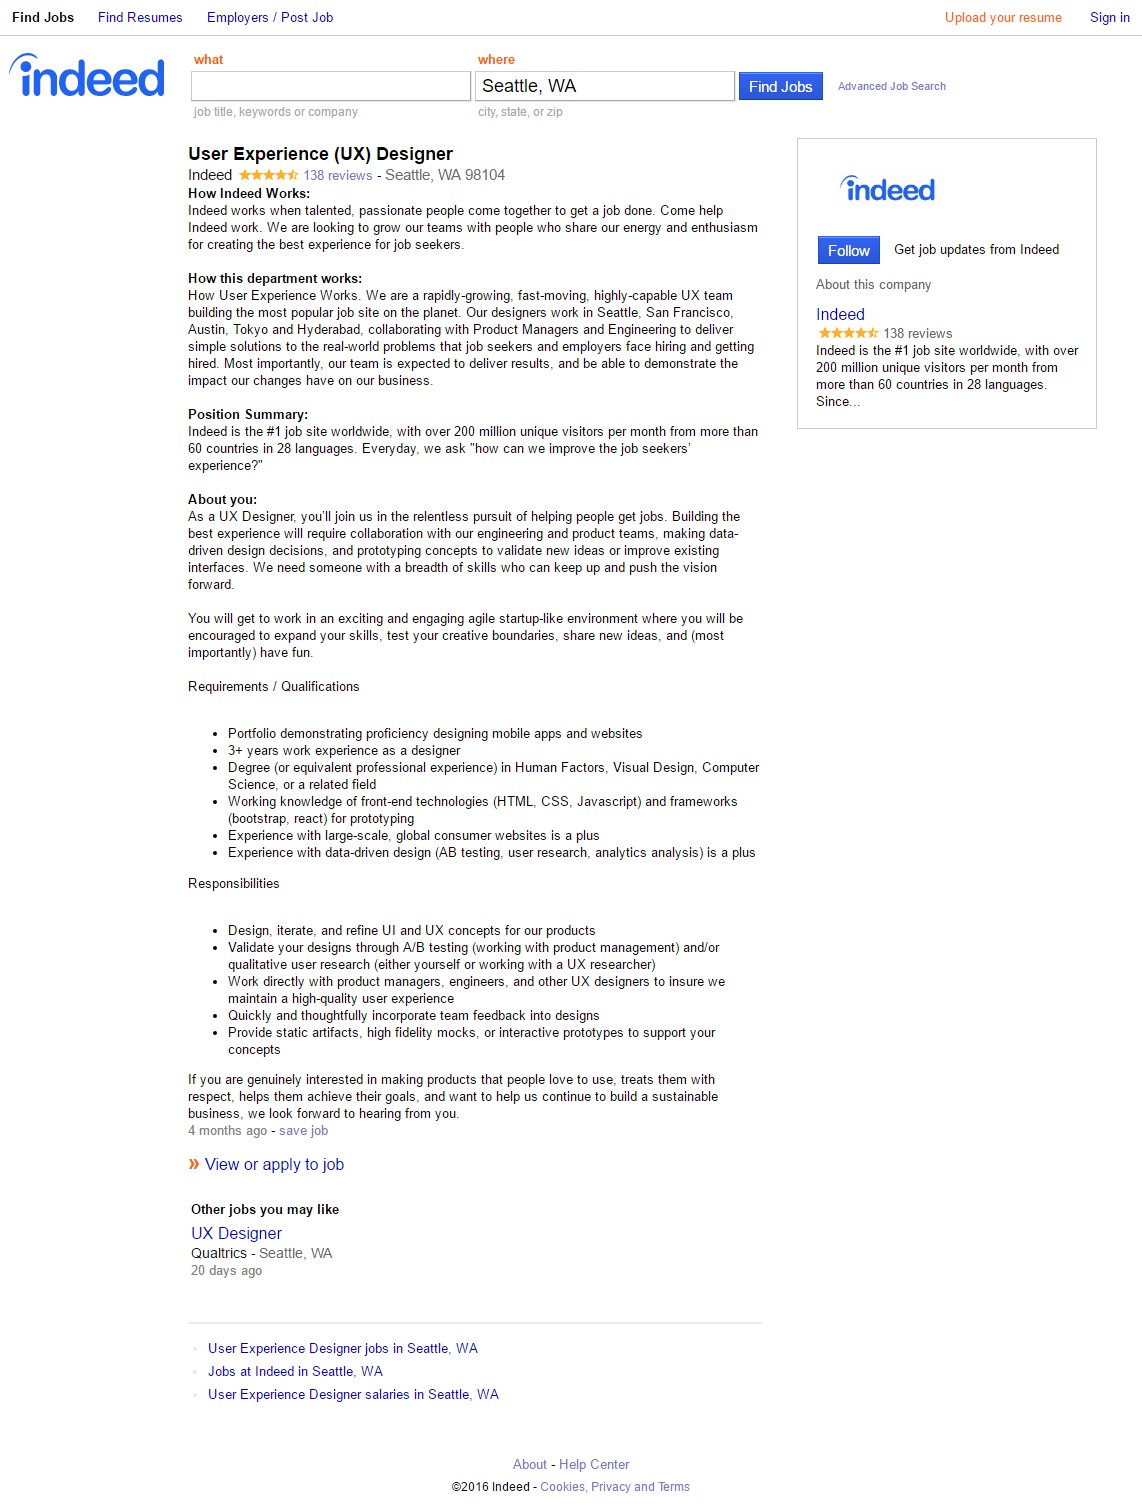 Find Jobs Find Resumes Employers / Post Job Upload your resume Sign in
indeed
what where
Seattle, WA Find Jobs Advanced Job Search
job title, keywords or company city, state, or zip
User Experience (UX) Designer
Indeed 138 reviews - Seattle, WA 98104
How Indeed Works:
Indeed works when talented, passionate people come together to get a job done. Come help
Indeed work. We are looking to grow our teams with people who share our energy and enthusiasm
for creating the best experience for job seekers.
How this department works:
How User Experience Works. We are a rapidly-growing, fast-moving, highly-capable UX team
building the most popular job site on the planet. Our designers work in Seattle, San Francisco,
Austin, Tokyo and Hyderabad, collaborating with Product Managers and Engineering to deliver
simple solutions to the real-world problems that job seekers and employers face hiring and getting
hired. Most importantly, our team is expected to deliver results, and be able to demonstrate the
impact our changes have on our business.
Position Summary:
Indeed is the #1 job site worldwide, with over 200 million unique visitors per month from more than
60 countries in 28 languages. Everyday, we ask "how can we improve the job seekers'
experience?"
About you:
As a UX Designer, you'll join us in the relentless pursuit of helping people get jobs. Building the
best experience will require collaboration with our engineering and product teams, making data-
driven design decisions, and prototyping concepts to validate new ideas or improve existing
interfaces. We need someone with a breadth of skills who can keep up and push the vision
forward.
You will get to work in an exciting and engaging agile startup-like environment where you will be
encouraged to expand your skills, test your creative boundaries, share new ideas, and (most
importantly) have fun.
Requirements / Qualifications
• Portfolio demonstrating proficiency designing mobile apps and websites
• 3+ years work experience as a designer
• Degree (or equivalent professional experience) in Human Factors, Visual Design, Computer
Science, or a related field
• Working knowledge of front-end technologies (HTML, CSS, Javascript) and frameworks
(bootstrap, react) for prototyping
• Experience with large-scale, global consumer websites is a plus
• Experience with data-driven design (AB testing, user research, analytics analysis) is a plus
Responsibilities
• Design, iterate, and refine UI and UX concepts for our products
• Validate your designs through A/B testing (working with product management) and/or
qualitative user research (either yourself or working with a UX researcher)
• Work directly with product managers, engineers, and other UX designers to insure we
maintain a high-quality user experience
• Quickly and thoughtfully incorporate team feedback into designs
• Provide static artifacts, high fidelity mocks, or interactive prototypes to support your
concepts
If you are genuinely interested in making products that people love to use, treats them with
respect, helps them achieve their goals, and want to help us continue to build a sustainable
business, we look forward to hearing from you.
4 months ago - save job
» View or apply to job
Other jobs you may like
UX Designer
Qualtrics - Seattle, WA
20 days ago
indeed
Follow Get job updates from Indeed
About this company
Indeed
138 reviews
Indeed is the #1 job site worldwide, with over
200 million unique visitors per month from
more than 60 countries in 28 languages.
Since...
User Experience Designer jobs in Seattle, WA
Jobs at Indeed in Seattle, WA
User Experience Designer salaries in Seattle, WA
About - Help Center
©2016 Indeed - Cookies, Privacy and Terms